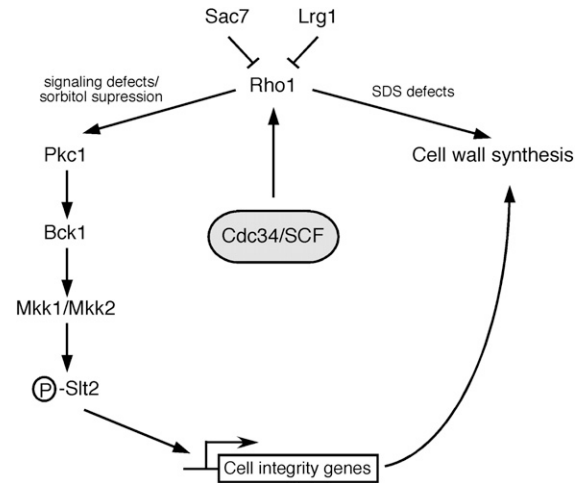 Sac7
Lrg1
signaling defects/
sorbitol supression
Rho1
SDS defects
Pkc1
Cell wall synthesis
Bck1
Cdc34/SCF
Mkk1/Mkk2
P-Slt2
Cell integrity genes